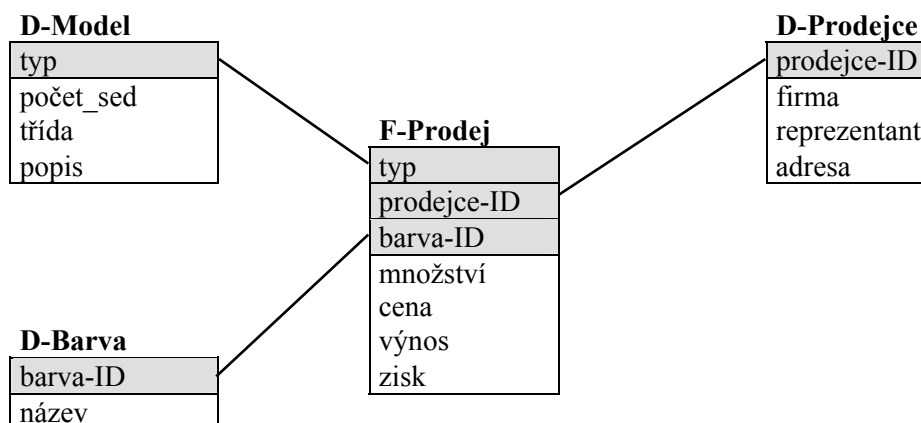 D-Model
typ
počet_sed
třída
popis
D-Prodejce
prodejce-ID
firma
reprezentant
adresa
F-Prodej
typ
prodejce-ID
barva-ID
množství
cena
výnos
zisk
D-Barva
barva-ID
název